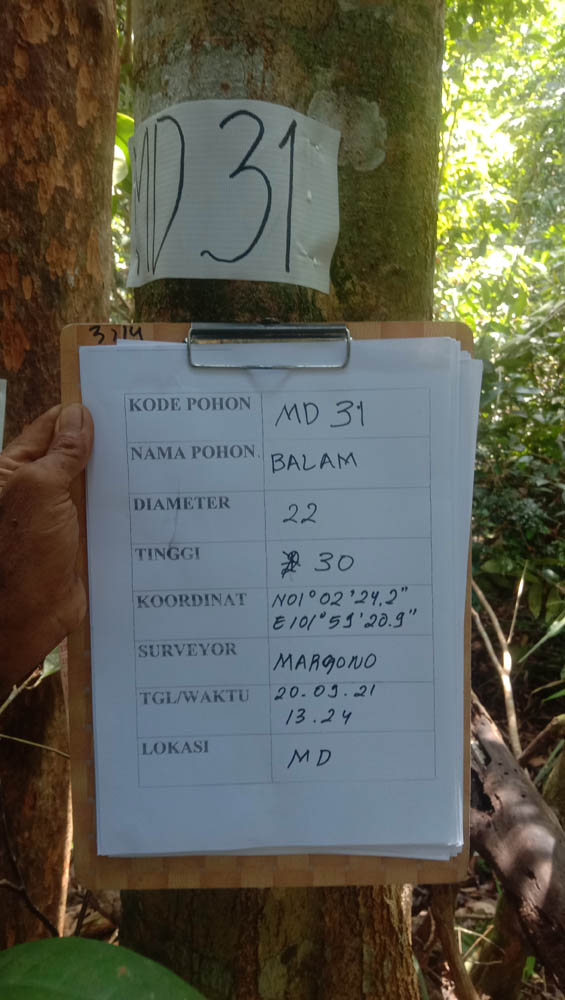 MD 31
3,14
KODE POHON MD 31
NAMA POHON. BALAM
DIAMETER 22
TINGGI 30
KOORDINAT N01°02'24.2"
E101°59'20.9"
SURVEYOR MARGONO
TGL/WAKTU 20.09.21
13.24
LOKASI MD